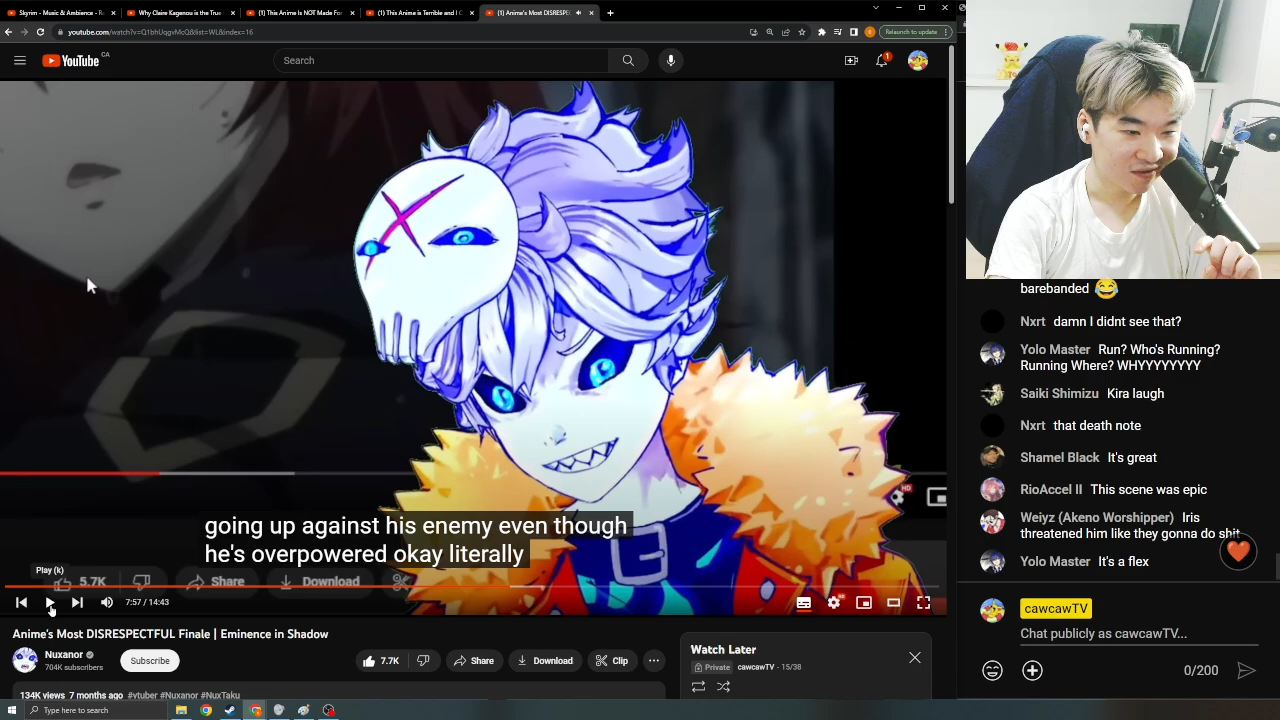 Skyrim - Music & Ambience - Re
Why Claire Kagenou is the True
(1) This Anime Is NOT Made For
(1) This Anime is Terrible and I C
(1) Anime's Most DISRESPEC
youtube.com/watch?v=Q1bhUqgvMcQ&list=WL&index=16
Relaunch to update
YouTube CA
Search
1
barebanded 😂
Nxrt damn I didnt see that?
Yolo Master Run? Who's Running?
Running Where? WHYYYYYYYY
Saiki Shimizu Kira laugh
Nxrt that death note
Shamel Black It's great
RioAccel II This scene was epic
Weiyz (Akeno Worshipper) Iris
threatened him like they gonna do shit
Yolo Master It's a flex
HD
going up against his enemy even though
he's overpowered okay literally
Play (k)
5.7K
Share
Download
7:57 / 14:43
Anime's Most DISRESPECTFUL Finale | Eminence in Shadow
Nuxanor
704K subscribers
Subscribe
7.7K
Share
Download
Clip
Watch Later
Private cawcawTV - 15/38
134K views 7 months ago #vtuber #Nuxanor #NuxTaku
cawcawTV
Chat publicly as cawcawTV...
0/200
Type here to search